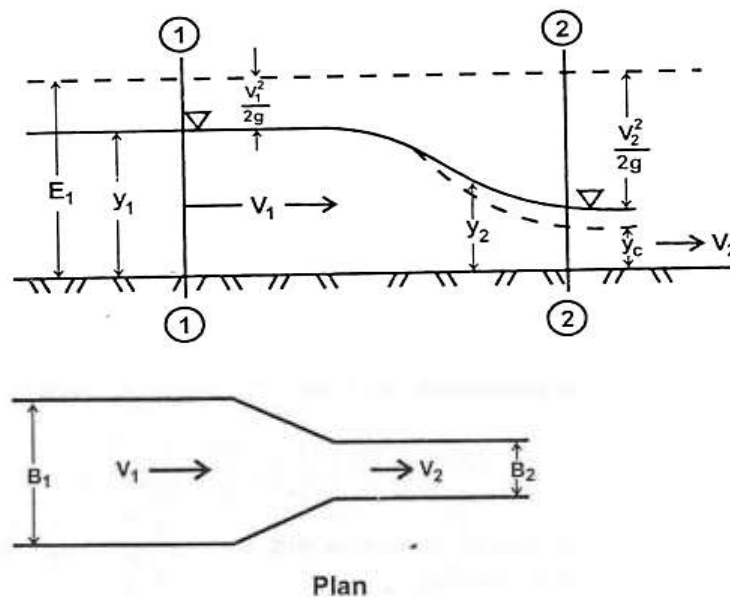 1 2
V₁²/2g
V₂²/2g
E₁ y₁ V₁ y₂ y_c V₂
1 2
B₁ V₁ V₂ B₂
Plan